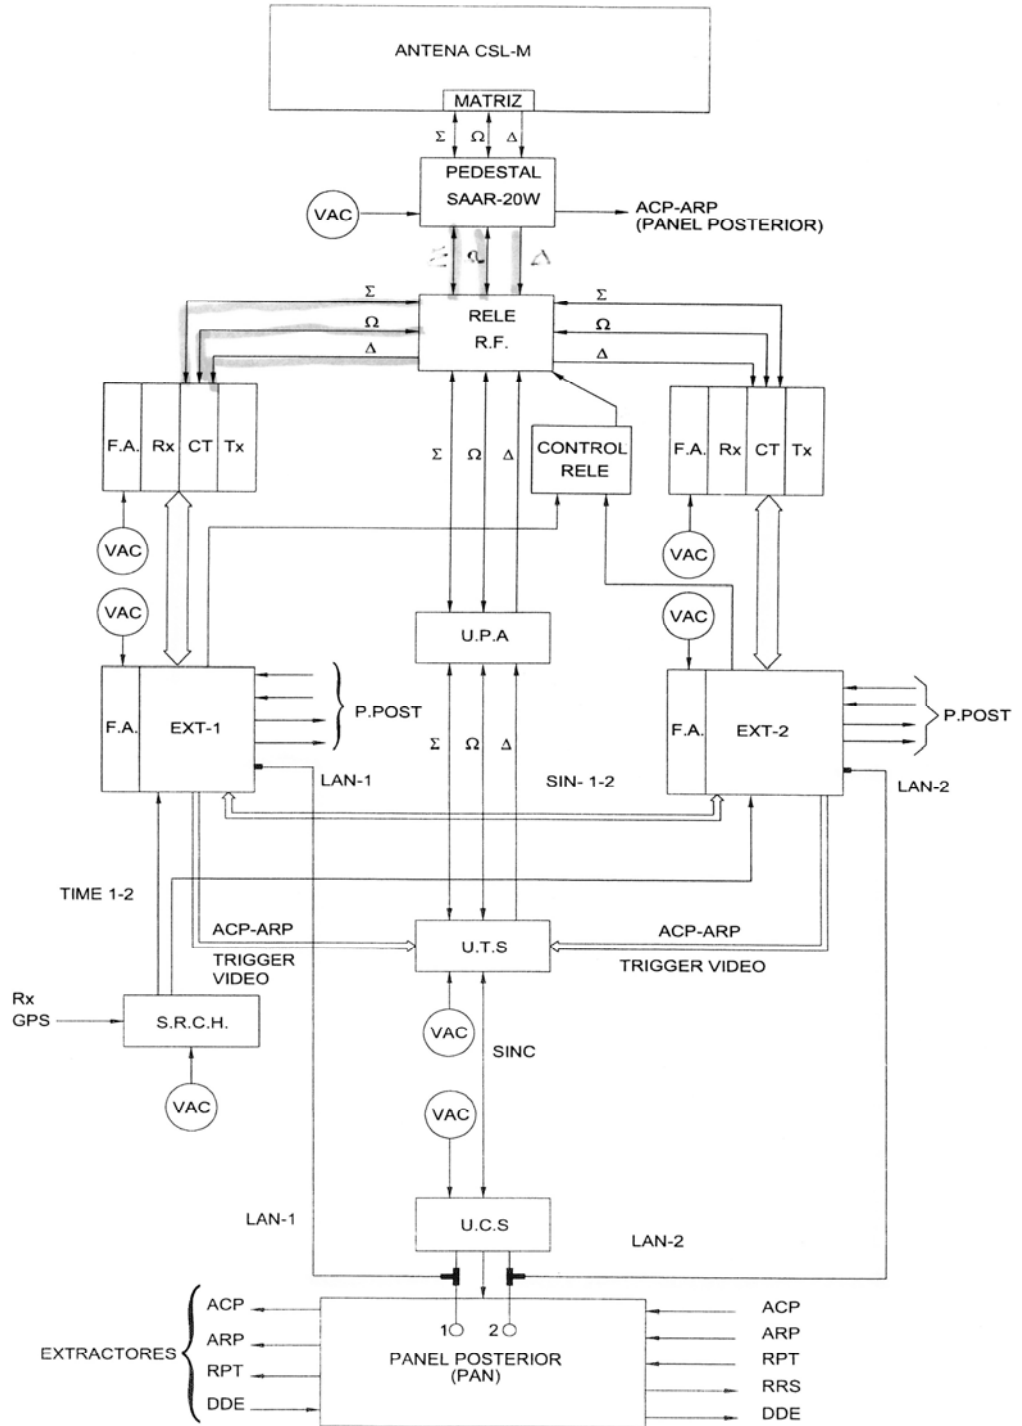 ANTENA CSL-M
MATRIZ
Σ Ω Δ
PEDESTAL
SAAR-20W
VAC
ACP-ARP
(PANEL POSTERIOR)
Σ Ω Δ
RELE
R.F.
Σ
Ω
Δ
Σ
Ω
Δ
F.A. Rx CT Tx
CONTROL
RELE
F.A. Rx CT Tx
Σ Ω Δ
VAC
VAC
VAC
VAC
U.P.A
F.A. EXT-1
P.POST
LAN-1
Σ Ω Δ
SIN- 1-2
F.A. EXT-2
P.POST
LAN-2
TIME 1-2
ACP-ARP
TRIGGER
VIDEO
U.T.S
ACP-ARP
TRIGGER VIDEO
Rx
GPS
S.R.C.H.
VAC
VAC
SINC
VAC
LAN-1
U.C.S
LAN-2
EXTRACTORES
ACP
ARP
RPT
DDE
1 2
PANEL POSTERIOR
(PAN)
ACP
ARP
RPT
RRS
DDE